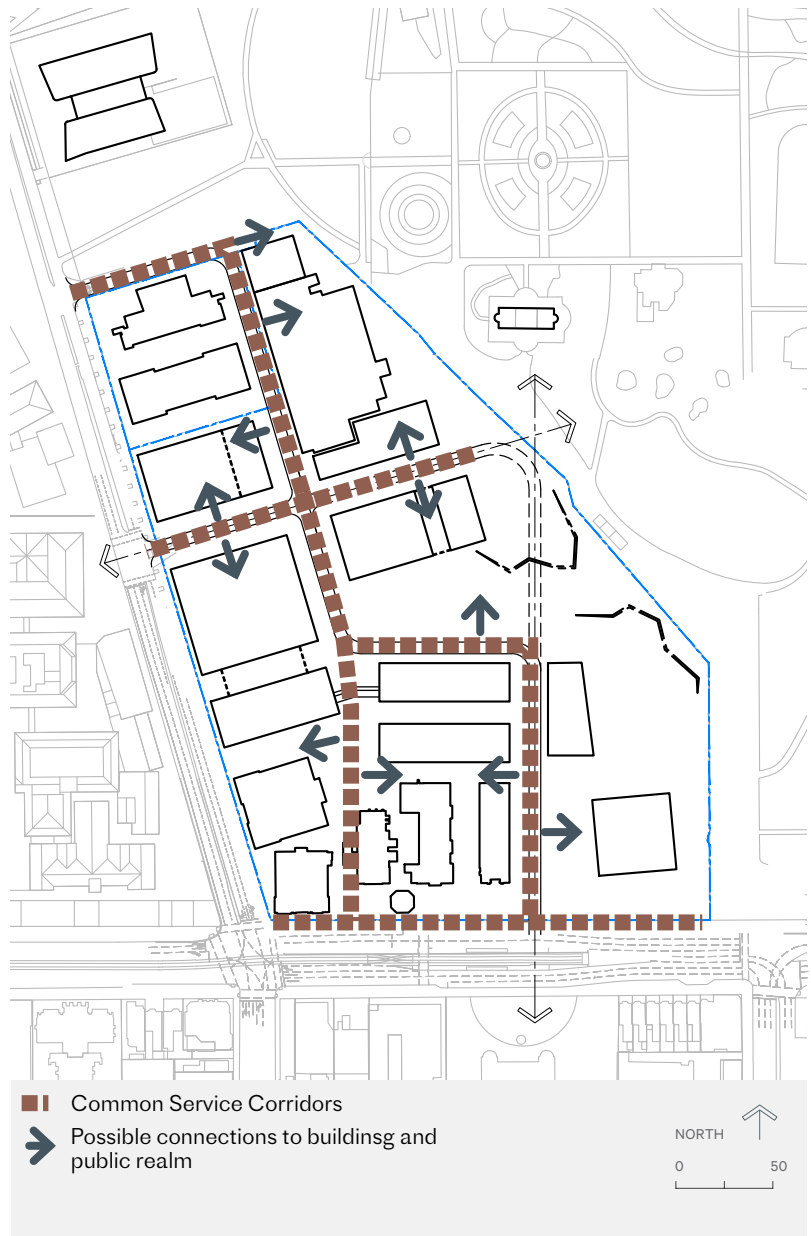 Common Service Corridors
Possible connections to buildinsg and
public realm
NORTH
0 50